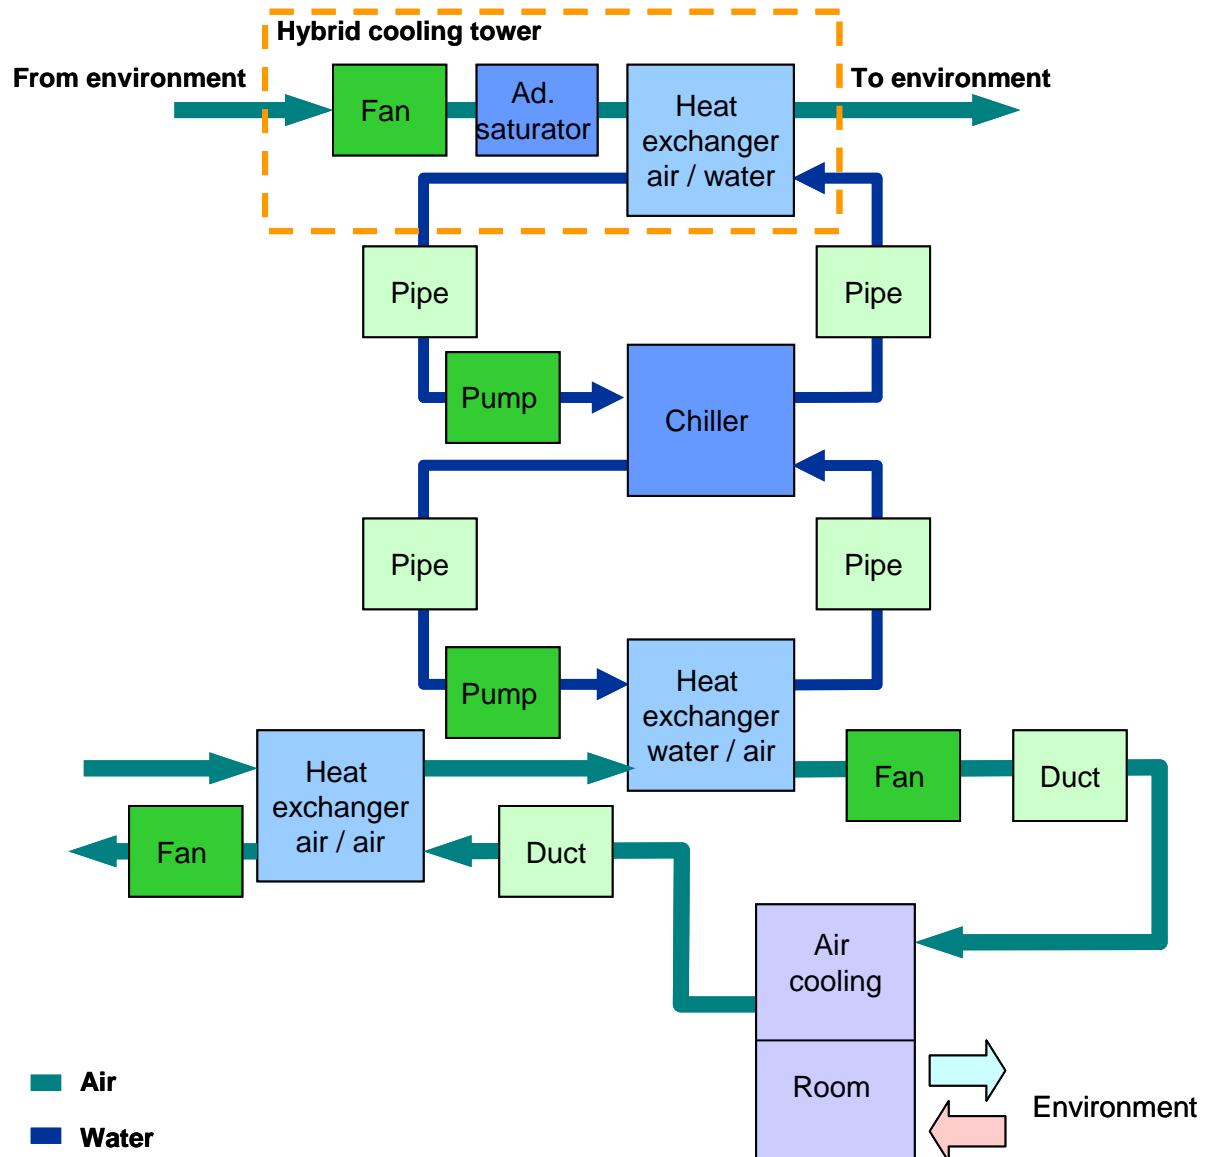 Hybrid cooling tower
From environment
To environment
Fan
Ad.
saturator
Heat
exchanger
air / water
Pipe
Pipe
Pump
Chiller
Pipe
Pipe
Pump
Heat
exchanger
water / air
Heat
exchanger
air / air
Fan
Duct
Fan
Duct
Air
cooling
Room
Environment
Air
Water